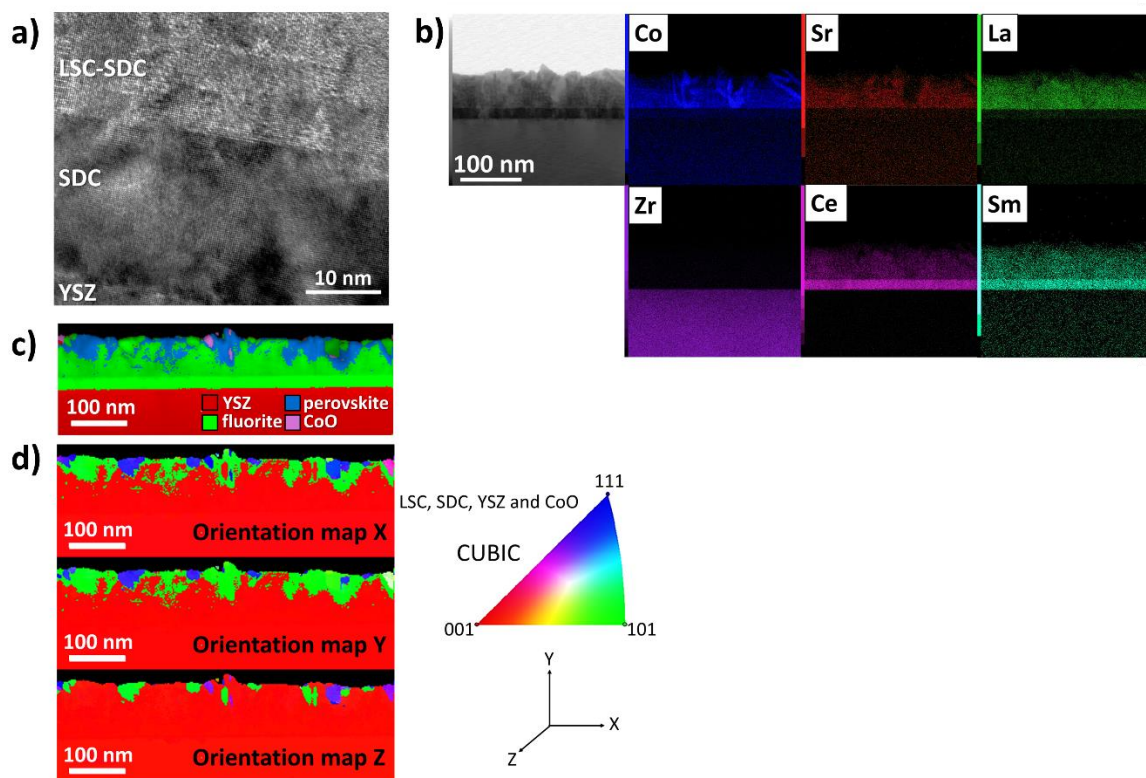 a)
LSC-SDC
SDC
YSZ
10 nm
b)
100 nm
Co
Sr
La
Zr
Ce
Sm
c)
100 nm
YSZ
perovskite
fluorite
CoO
d)
100 nm
Orientation map X
100 nm
Orientation map Y
100 nm
Orientation map Z
LSC, SDC, YSZ and CoO
111
CUBIC
001
101
Y
X
Z